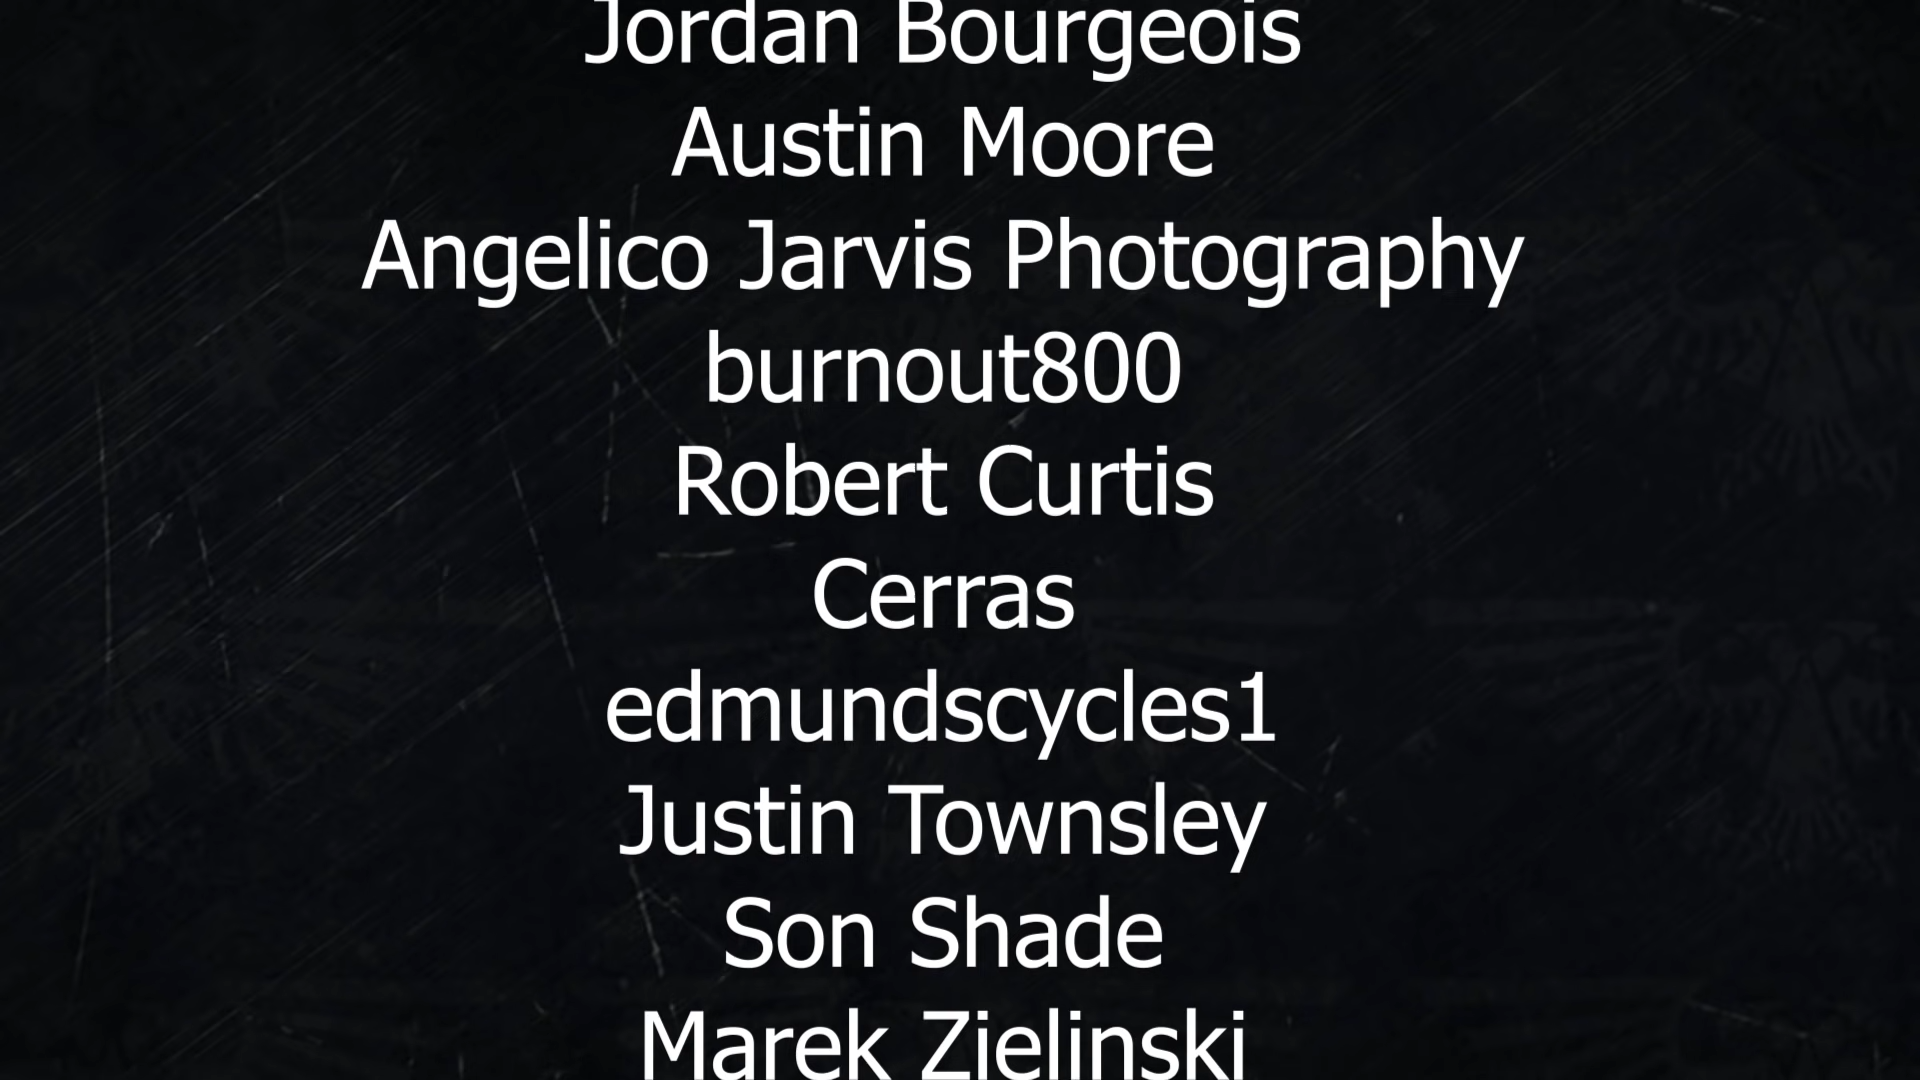 Jordan Bourgeois
Austin Moore
Angelico Jarvis Photography
burnout800
Robert Curtis
Cerras
edmundscycles1
Justin Townsley
Son Shade
Marek Zielinski